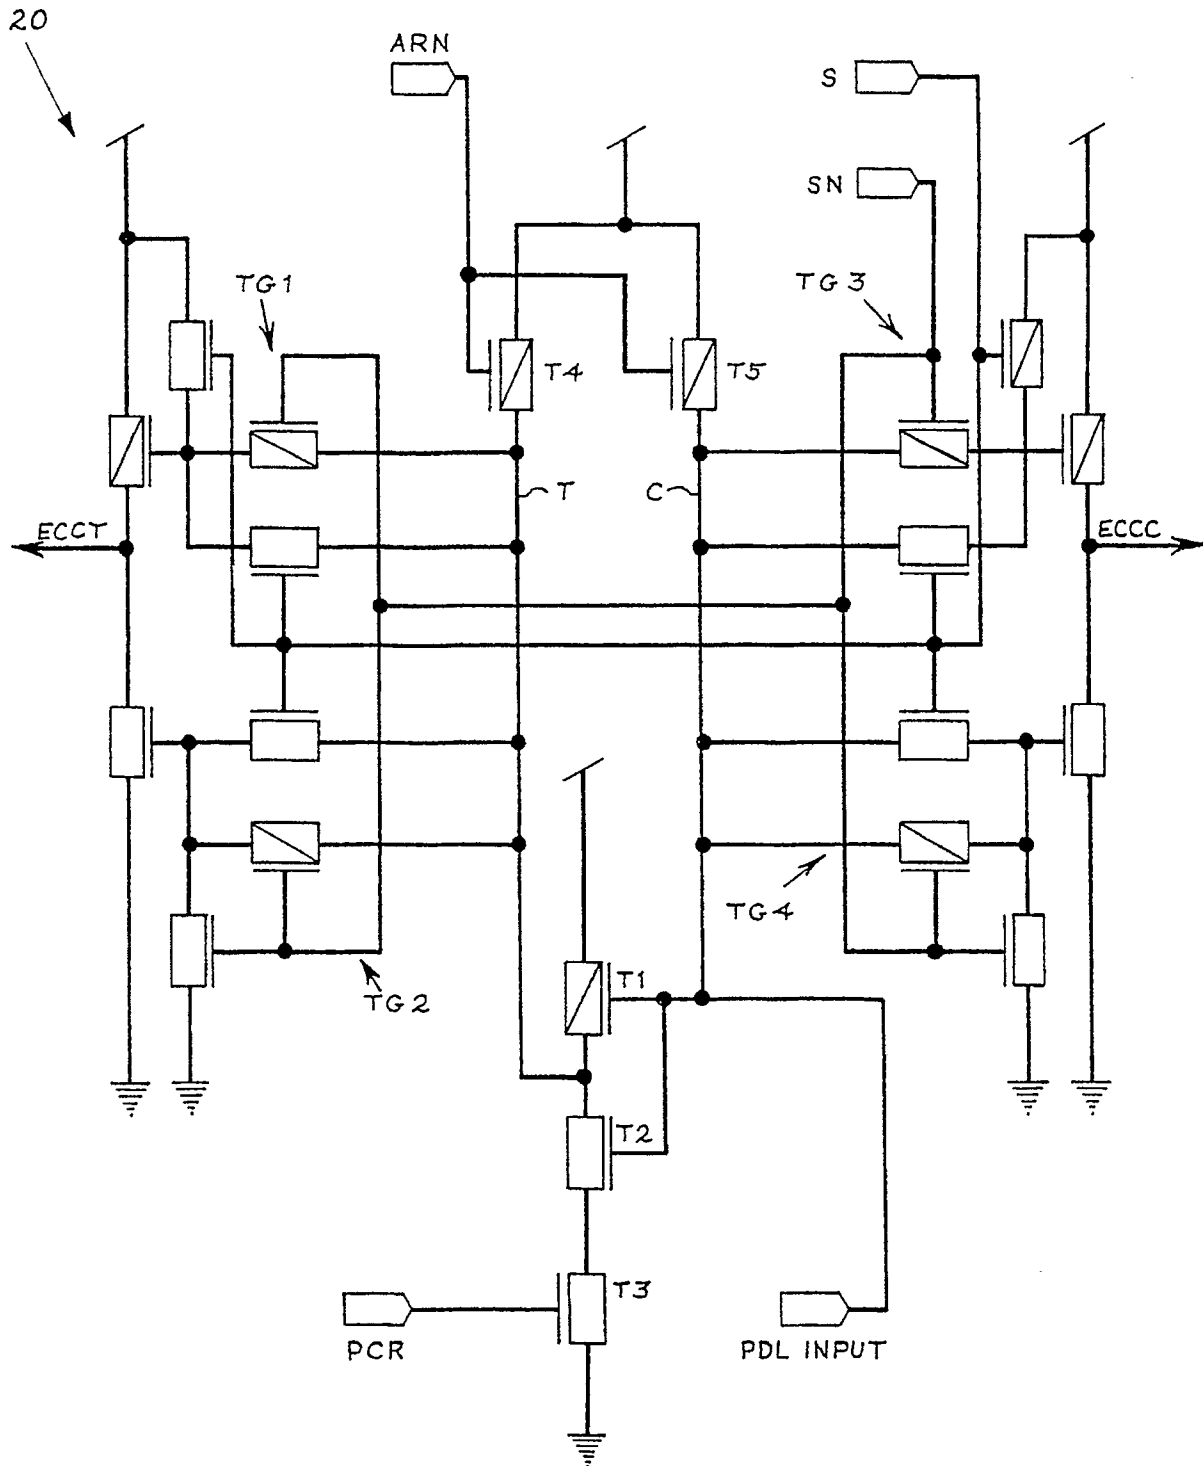 20
ARN
S
SN
TG1
TG3
T4
T5
T
C
ECCT
ECCC
TG4
TG2
T1
T2
T3
PCR
PDL INPUT